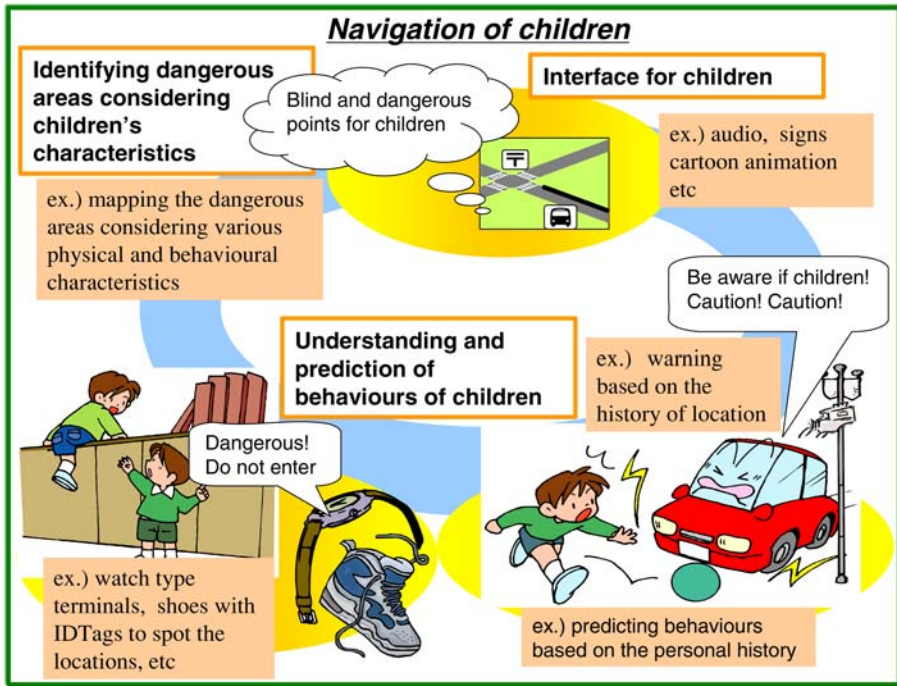 Navigation of children
Identifying dangerous
areas considering
children's
characteristics
Blind and dangerous
points for children
Interface for children
ex.) audio, signs
cartoon animation
etc
ex.) mapping the dangerous
areas considering various
physical and behavioural
characteristics
Be aware if children!
Caution! Caution!
Understanding and
prediction of
behaviours of children
ex.) warning
based on the
history of location
Dangerous!
Do not enter
ex.) watch type
terminals, shoes with
IDTags to spot the
locations, etc
ex.) predicting behaviours
based on the personal history